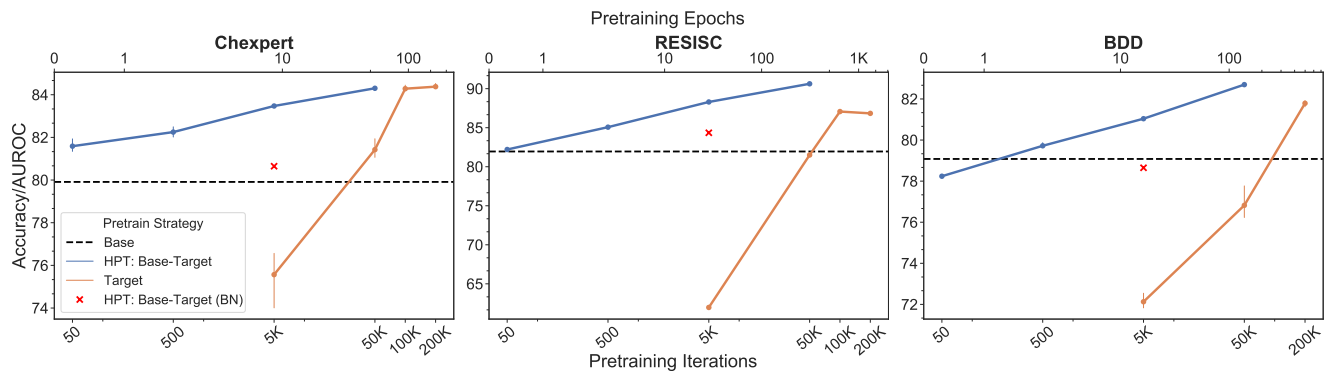 Pretraining Epochs
Chexpert RESISC BDD
0 1 10 100 0 1 10 100 1K 0 1 10 100
Accuracy/AUROC
84
82
80
78
76
74
90
85
80
75
70
65
82
80
78
76
74
72
Pretrain Strategy
Base
HPT: Base-Target
Target
HPT: Base-Target (BN)
50 500 5K 50K 100K 200K 50 500 5K 50K 100K 200K 50 500 5K 50K 200K
Pretraining Iterations